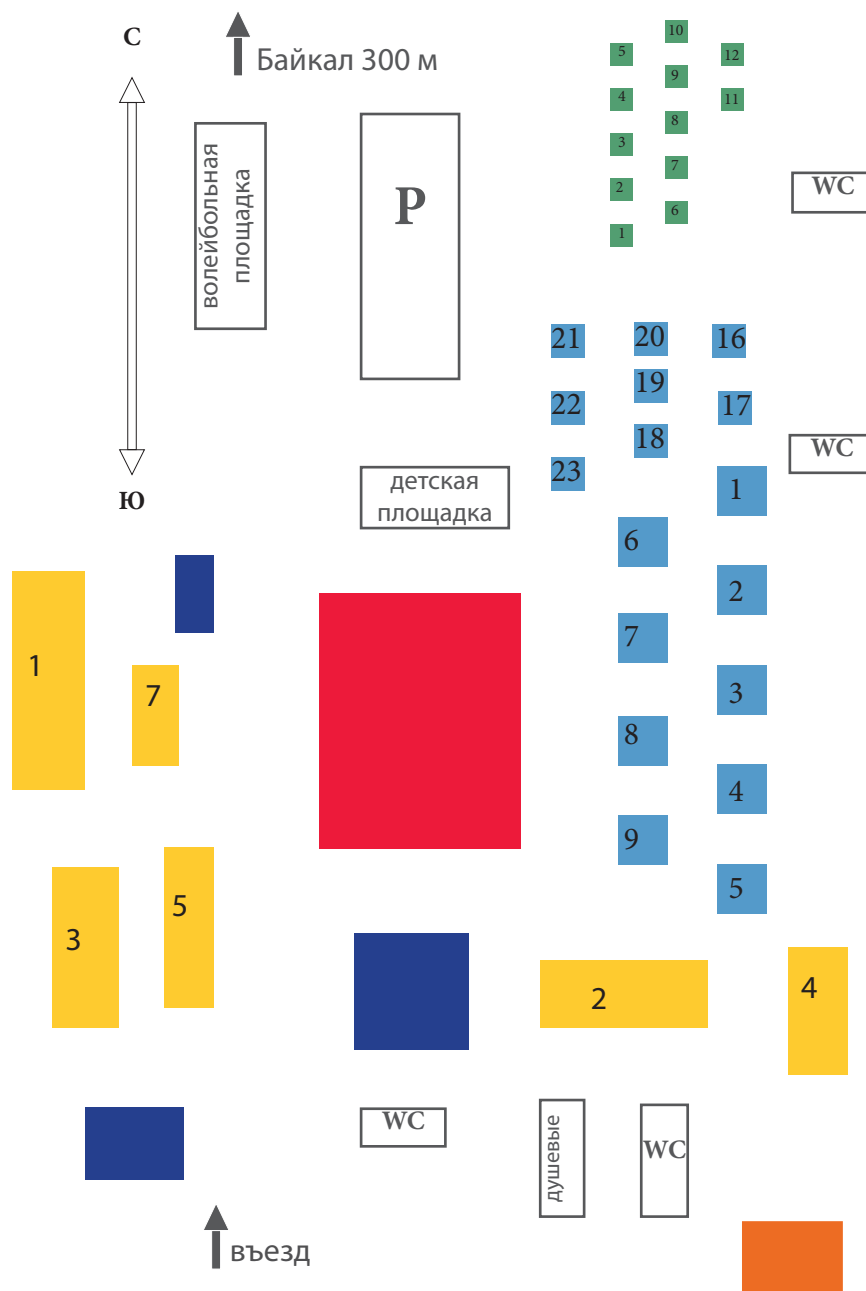 С
Байкал 300 м
10
5
12
9
4
11
8
3
7
2
6
1
волейбольная
площадка
P
WC
21
20
16
19
22
17
18
23
WC
детская
площадка
1
6
2
7
3
8
4
9
5
Ю
1
7
3
5
2
4
WC
душевые
WC
въезд